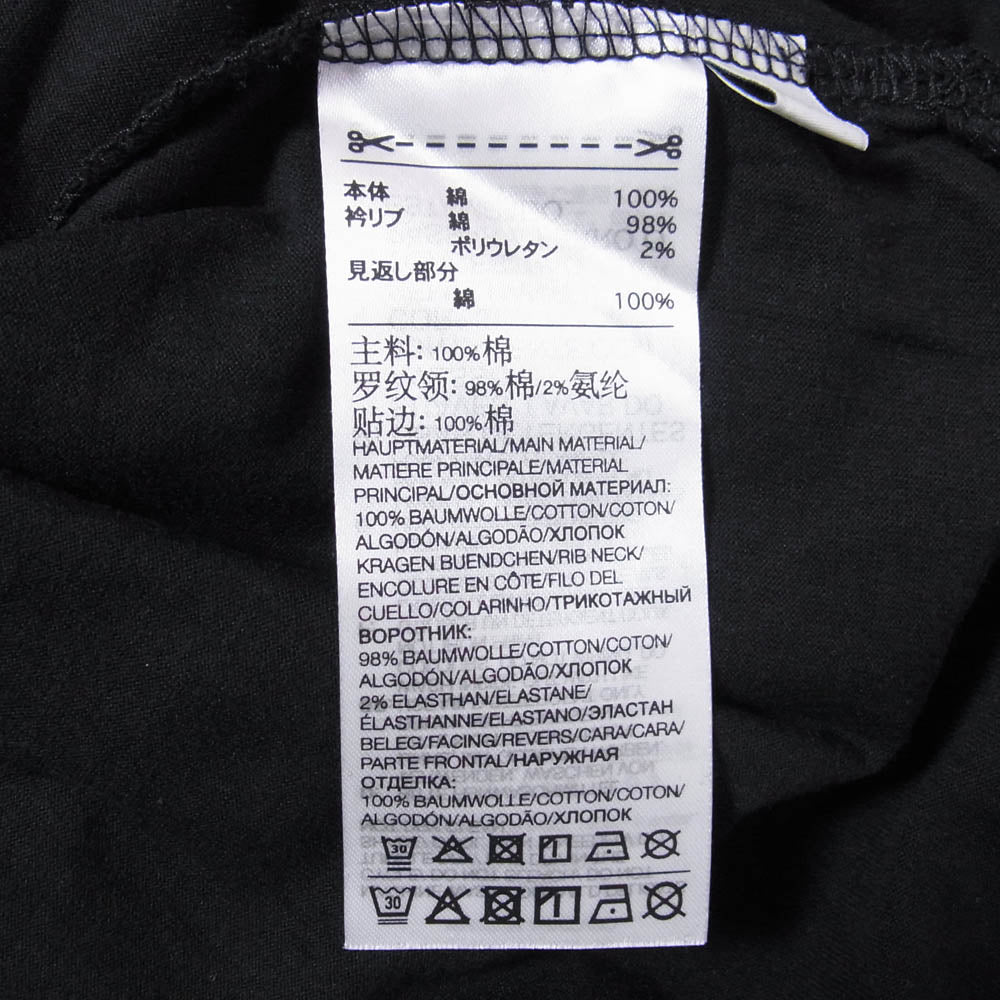 本体 綿 100%
衿リブ 綿 98%
ポリウレタン 2%
見返し部分
綿 100%
主料: 100%棉
罗纹领: 98%棉/2%氨纶
贴边: 100%棉
HAUPTMATERIAL/MAIN MATERIAL/
MATIERE PRINCIPALE/MATERIAL
PRINCIPAL/ОСНОВНОЙ МАТЕРИАЛ:
100% BAUMWOLLE/COTTON/COTON/
ALGODÓN/ALGODÃO/ХЛОПОК
KRAGEN BUENDCHEN/RIB NECK/
ENCOLURE EN CÔTE/FILO DEL
CUELLO/COLARINHO/ТРИКОТАЖНЫЙ
ВОРОТНИК:
98% BAUMWOLLE/COTTON/COTON/
ALGODÓN/ALGODÃO/ХЛОПОК
2% ELASTHAN/ELASTANE/
ÉLASTHANNE/ELASTANO/ЭЛАСТАН
BELEG/FACING/REVERS/CARA/CARA/
PARTE FRONTAL/НАРУЖНАЯ
ОТДЕЛКА:
100% BAUMWOLLE/COTTON/COTON/
ALGODÓN/ALGODÃO/ХЛОПОК
30
30